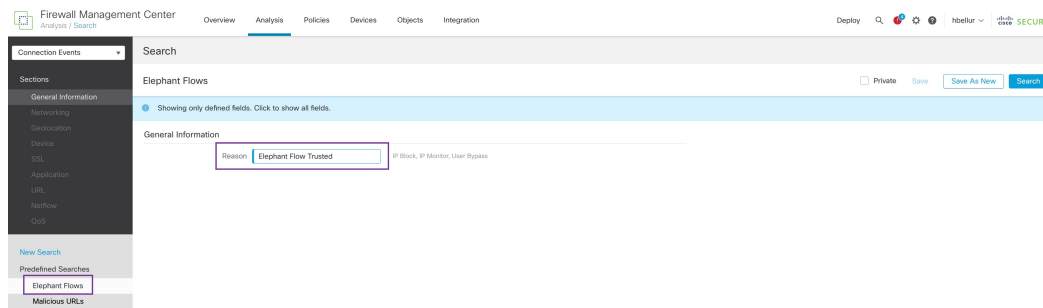 Firewall Management Center
Analysis / Search
Overview Analysis Policies Devices Objects Integration
Deploy hbellur
cisco SECUR
Connection Events
Search
Sections
General Information
Networking
Geolocation
Device
SSL
Application
URL
Netflow
QoS
Elephant Flows
Private Save Save As New Search
Showing only defined fields. Click to show all fields.
General Information
Reason Elephant Flow Trusted IP Block, IP Monitor, User Bypass
New Search
Predefined Searches
Elephant Flows
Malicious URLs